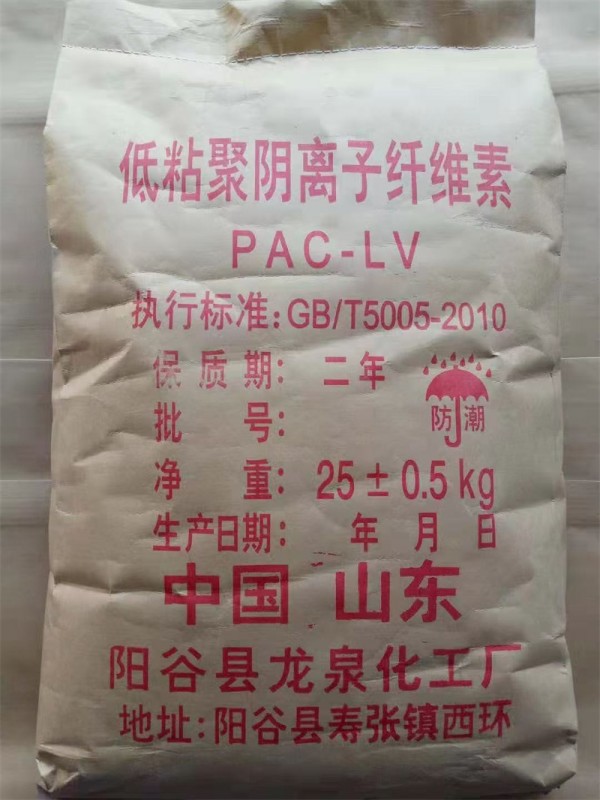 低粘聚阴离子纤维素
PAC-LV
执行标准：GB/T5005-2010
保质期：二年
防潮
批号：
净重：25±0.5kg
生产日期： 年 月 日
中国 山东
阳谷县龙泉化工厂
地址：阳谷县寿张镇西环